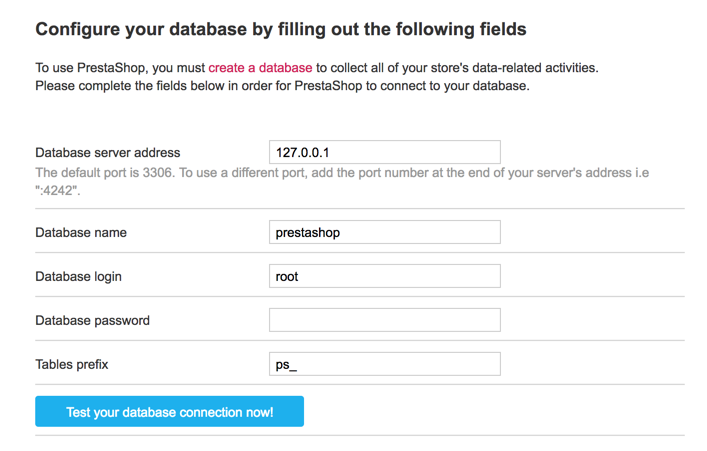 Configure your database by filling out the following fields
To use PrestaShop, you must create a database to collect all of your store's data-related activities.
Please complete the fields below in order for PrestaShop to connect to your database.
Database server address 127.0.0.1
The default port is 3306. To use a different port, add the port number at the end of your server's address i.e
":4242".
Database name prestashop
Database login root
Database password
Tables prefix ps_
Test your database connection now!